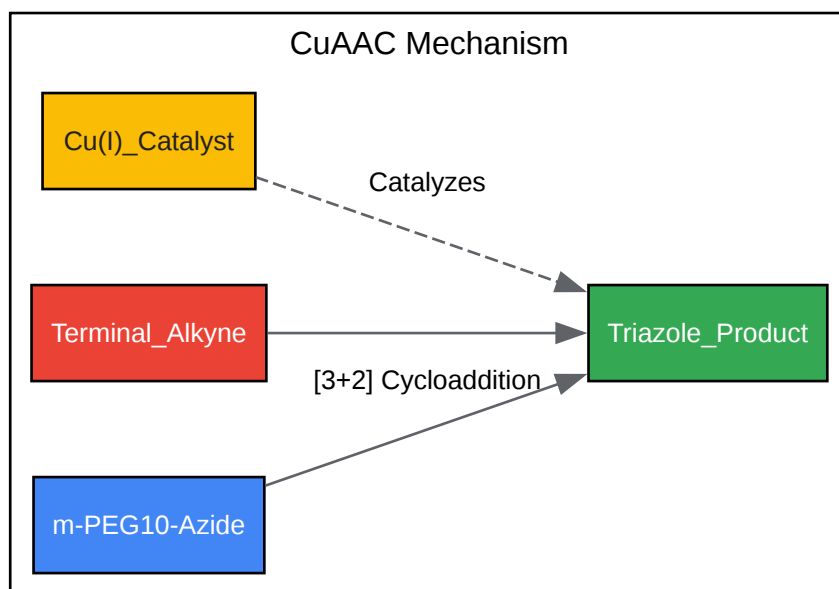 CuAAC Mechanism
Cu(I)_Catalyst
Catalyzes
Terminal_Alkyne
Triazole_Product
[3+2] Cycloaddition
m-PEG10-Azide